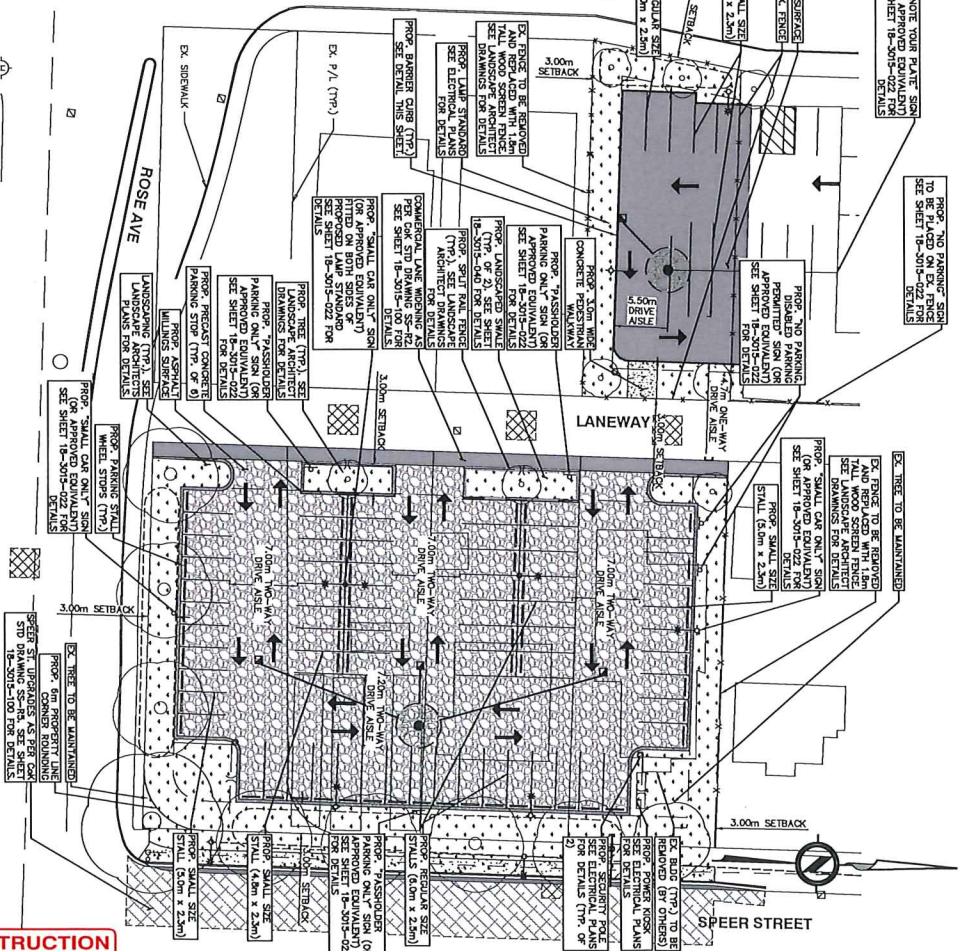 NOTE YOUR PLATE" SIGN
APPROVED EQUIVALENT)
SHEET 18-3015-022 FOR
DETAILS
SURFACE
EX. FENCE
SMALL SIZE
x 2.3m)
REGULAR SIZE
x 2.5m)
SETBACK
3.00m
SETBACK
EX. FENCE TO BE REMOVED
AND REPLACED WITH 1.8m
TALL WOOD SCREEN FENCE.
SEE LANDSCAPE ARCHITECT
DRAWINGS FOR DETAILS
PROP. LAMP STANDARD
SEE ELECTRICAL PLANS
FOR DETAILS
PROP. BARRIER CURB (TYP.)
SEE DETAIL THIS SHEET.
EX. P/L (TYP.)
EX. SIDEWALK
ROSE AVE
PROP. "NO PARKING" SIGN
TO BE PLACED ON EX. FENCE
SEE SHEET 18-3015-022 FOR
DETAILS
PROP. "NO PARKING,
DISABLED PARKING
PERMITTED" SIGN (OR
APPROVED EQUIVALENT)
SEE SHEET 18-3015-022
FOR DETAILS
5.50m
DRIVE AISLE
4.7m ONE-WAY
DRIVE AISLE
3.00m
SETBACK
LANEWAY
PROP. 3.0m WIDE
CONCRETE PEDESTRIAN
WALKWAY
PROP. "PASSHOLDER
PARKING ONLY" SIGN (OR
APPROVED EQUIVALENT)
SEE SHEET 18-3015-022
FOR DETAILS
PROP. LANDSCAPED SWALE
(TYP. OF 2). SEE SHEET
18-3015-040 FOR DETAILS
PROP. SPLIT RAIL FENCE
(TYP.). SEE LANDSCAPE
ARCHITECT DRAWINGS
FOR DETAILS
COMMERCIAL LANE WIDENING AS
PER CoK STD DRAWING SS-R2.
SEE SHEET 18-3015-100 FOR
DETAILS.
PROP. "SMALL CAR ONLY" SIGN
(OR APPROVED EQUIVALENT)
FITTED ON BOTH SIDES OF
PROPOSED LAMP STANDARD
SEE SHEET 18-3015-022 FOR
DETAILS
PROP. TREE (TYP.). SEE
LANDSCAPE ARCHITECT
DRAWINGS FOR DETAILS
PROP. "PASSHOLDER
PARKING ONLY" SIGN (OR
APPROVED EQUIVALENT)
SEE SHEET 18-3015-022
FOR DETAILS
PROP. PRECAST CONCRETE
PARKING STOP (TYP. OF 6)
PROP. ASPHALT
MILLINGS SURFACE
LANDSCAPING (TYP.). SEE
LANDSCAPE ARCHITECTS
PLANS FOR DETAILS
3.00m
SETBACK
EX. TREE TO BE MAINTAINED
EX. FENCE TO BE REMOVED
AND REPLACED WITH 1.8m
TALL WOOD SCREEN FENCE.
SEE LANDSCAPE ARCHITECT
DRAWINGS FOR DETAILS
PROP. "SMALL CAR ONLY" SIGN
(OR APPROVED EQUIVALENT)
SEE SHEET 18-3015-022 FOR
DETAILS
PROP. SMALL SIZE
STALL (5.0m x 2.3m)
7.00m TWO-WAY
DRIVE AISLE
7.00m TWO-WAY
DRIVE AISLE
7.00m TWO-WAY
DRIVE AISLE
7.20m TWO-WAY
DRIVE AISLE
PROP. PARKING STALL
WHEEL STOPS (TYP.)
PROP. "SMALL CAR ONLY" SIGN
(OR APPROVED EQUIVALENT)
SEE SHEET 18-3015-022 FOR
DETAILS
3.00m SETBACK
3.00m SETBACK
EX. BLDG (TYP.) TO BE
REMOVED (BY OTHERS)
PROP. POWER KIOSK
SEE ELECTRICAL PLANS
FOR DETAILS
PROP. SECURITY POLE
SEE ELECTRICAL PLANS
FOR DETAILS (TYP. OF
2)
PROP. REGULAR SIZE
STALLS (6.0m x 2.5m)
PROP. "PASSHOLDER
PARKING ONLY" SIGN (O
APPROVED EQUIVALENT)
SEE SHEET 18-3015-02
FOR DETAILS
3.00m SETBACK
PROP. SMALL SIZE
STALL (4.8m x 2.3m)
PROP. SMALL SIZE
STALL (5.0m x 2.3m)
EX. TREE TO BE MAINTAINED
PROP. 6m PROPERTY LINE
CORNER ROUNDING
SPEER ST. UPGRADES AS PER CoK
STD DRAWING SS-R5. SEE SHEET
18-3015-100 FOR DETAILS.
SPEER STREET
TRUCTION